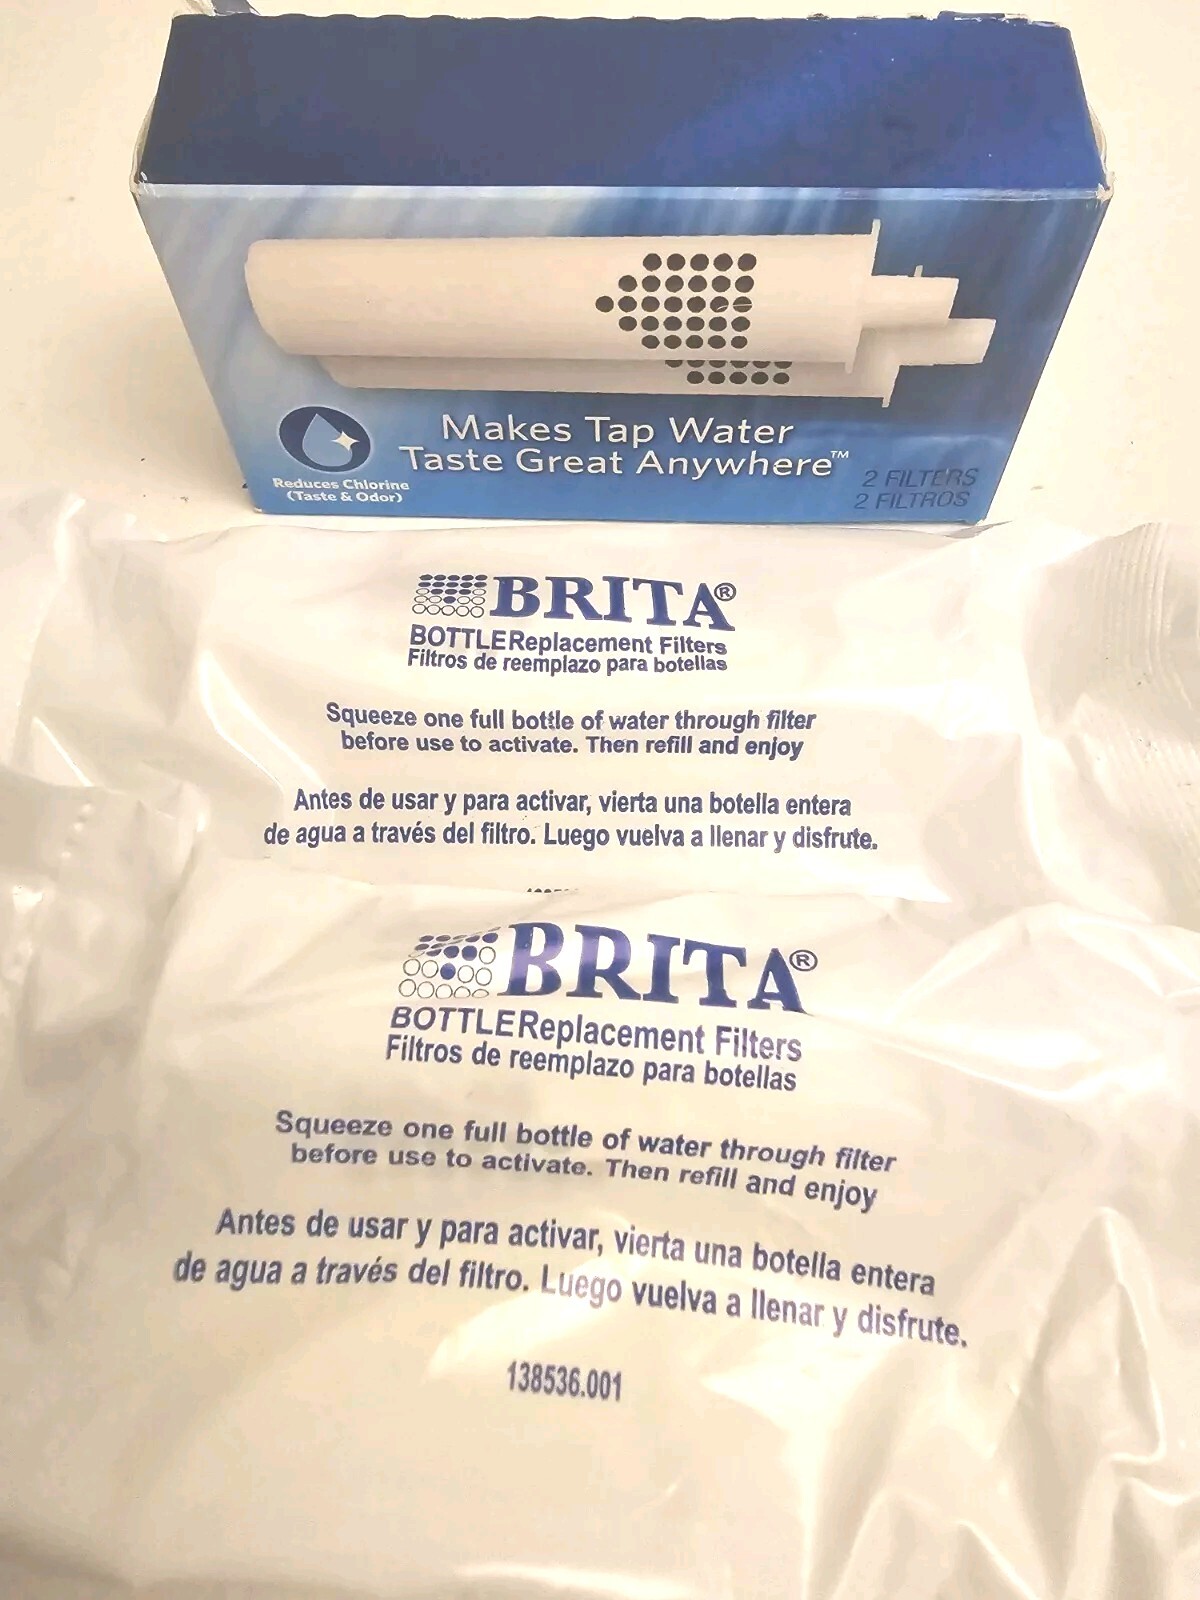 Makes Tap Water
Taste Great Anywhere™
Reduces Chlorine
(Taste & Odor)
2 FILTERS
2 FILTROS
BRITA®
BOTTLE Replacement Filters
Filtros de reemplazo para botellas
Squeeze one full bottle of water through filter
before use to activate. Then refill and enjoy
Antes de usar y para activar, vierta una botella entera
de agua a través del filtro. Luego vuelva a llenar y disfrute.
BRITA®
BOTTLE Replacement Filters
Filtros de reemplazo para botellas
Squeeze one full bottle of water through filter
before use to activate. Then refill and enjoy
Antes de usar y para activar, vierta una botella entera
de agua a través del filtro. Luego vuelva a llenar y disfrute.
138536.001